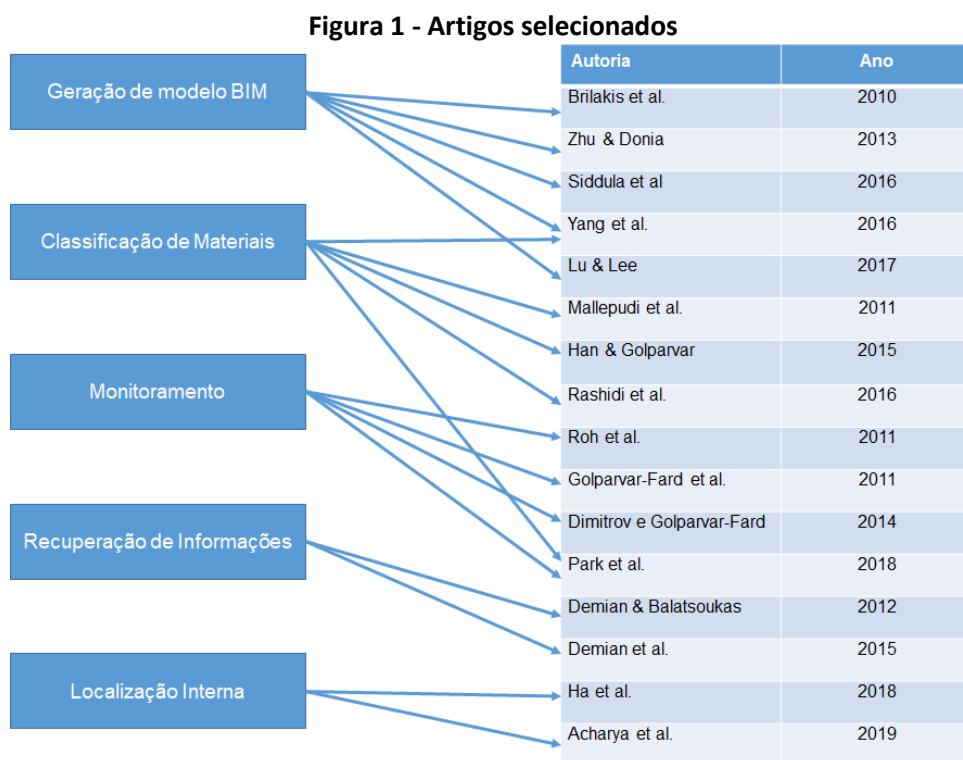 Figura 1 - Artigos selecionados
Geração de modelo BIM
Classificação de Materiais
Monitoramento
Recuperação de Informações
Localização Interna
Autoria Ano
Brilakis et al. 2010
Zhu & Donia 2013
Siddula et al 2016
Yang et al. 2016
Lu & Lee 2017
Mallepudi et al. 2011
Han & Golparvar 2015
Rashidi et al. 2016
Roh et al. 2011
Golparvar-Fard et al. 2011
Dimitrov e Golparvar-Fard 2014
Park et al. 2018
Demian & Balatsoukas 2012
Demian et al. 2015
Ha et al. 2018
Acharya et al. 2019